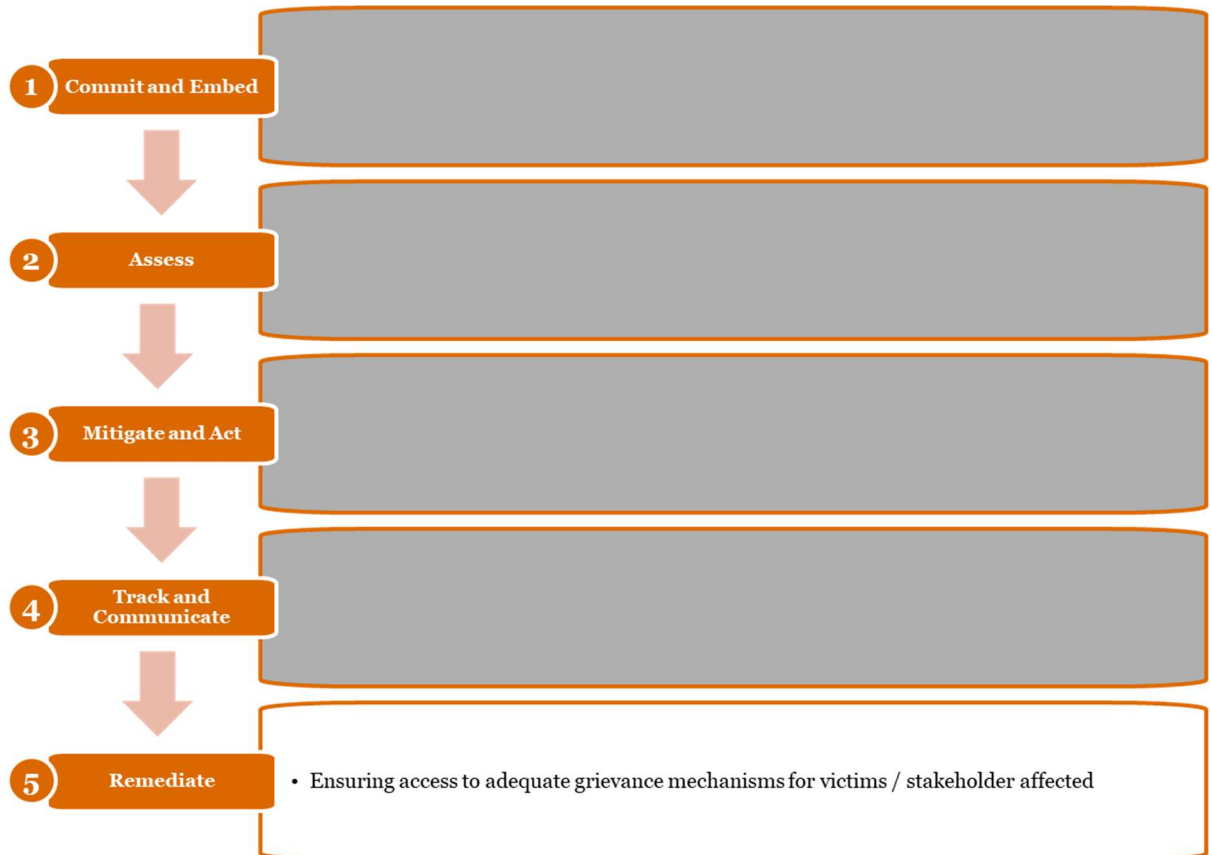 1
Commit and Embed
2
Assess
3
Mitigate and Act
4
Track and
Communicate
5
Remediate
• Ensuring access to adequate grievance mechanisms for victims / stakeholder affected